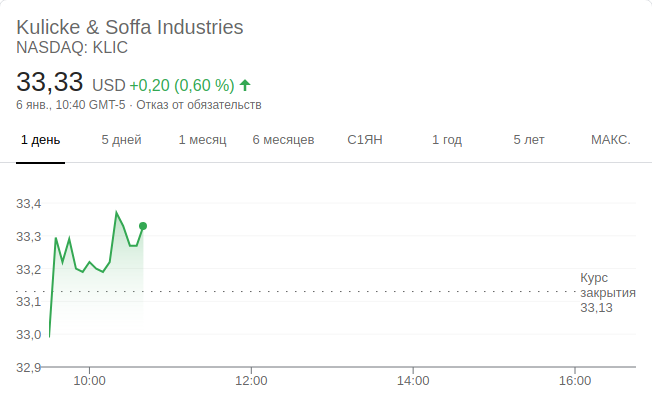 Kulicke & Soffa Industries
NASDAQ: KLIC
33,33 USD +0,20 (0,60 %)
6 янв., 10:40 GMT-5 · Отказ от обязательств
1 день 5 дней 1 месяц 6 месяцев С1ЯН 1 год 5 лет МАКС.
33,4
33,3
33,2
33,1
33,0
32,9
Курс
закрытия
33,13
10:00 12:00 14:00 16:00